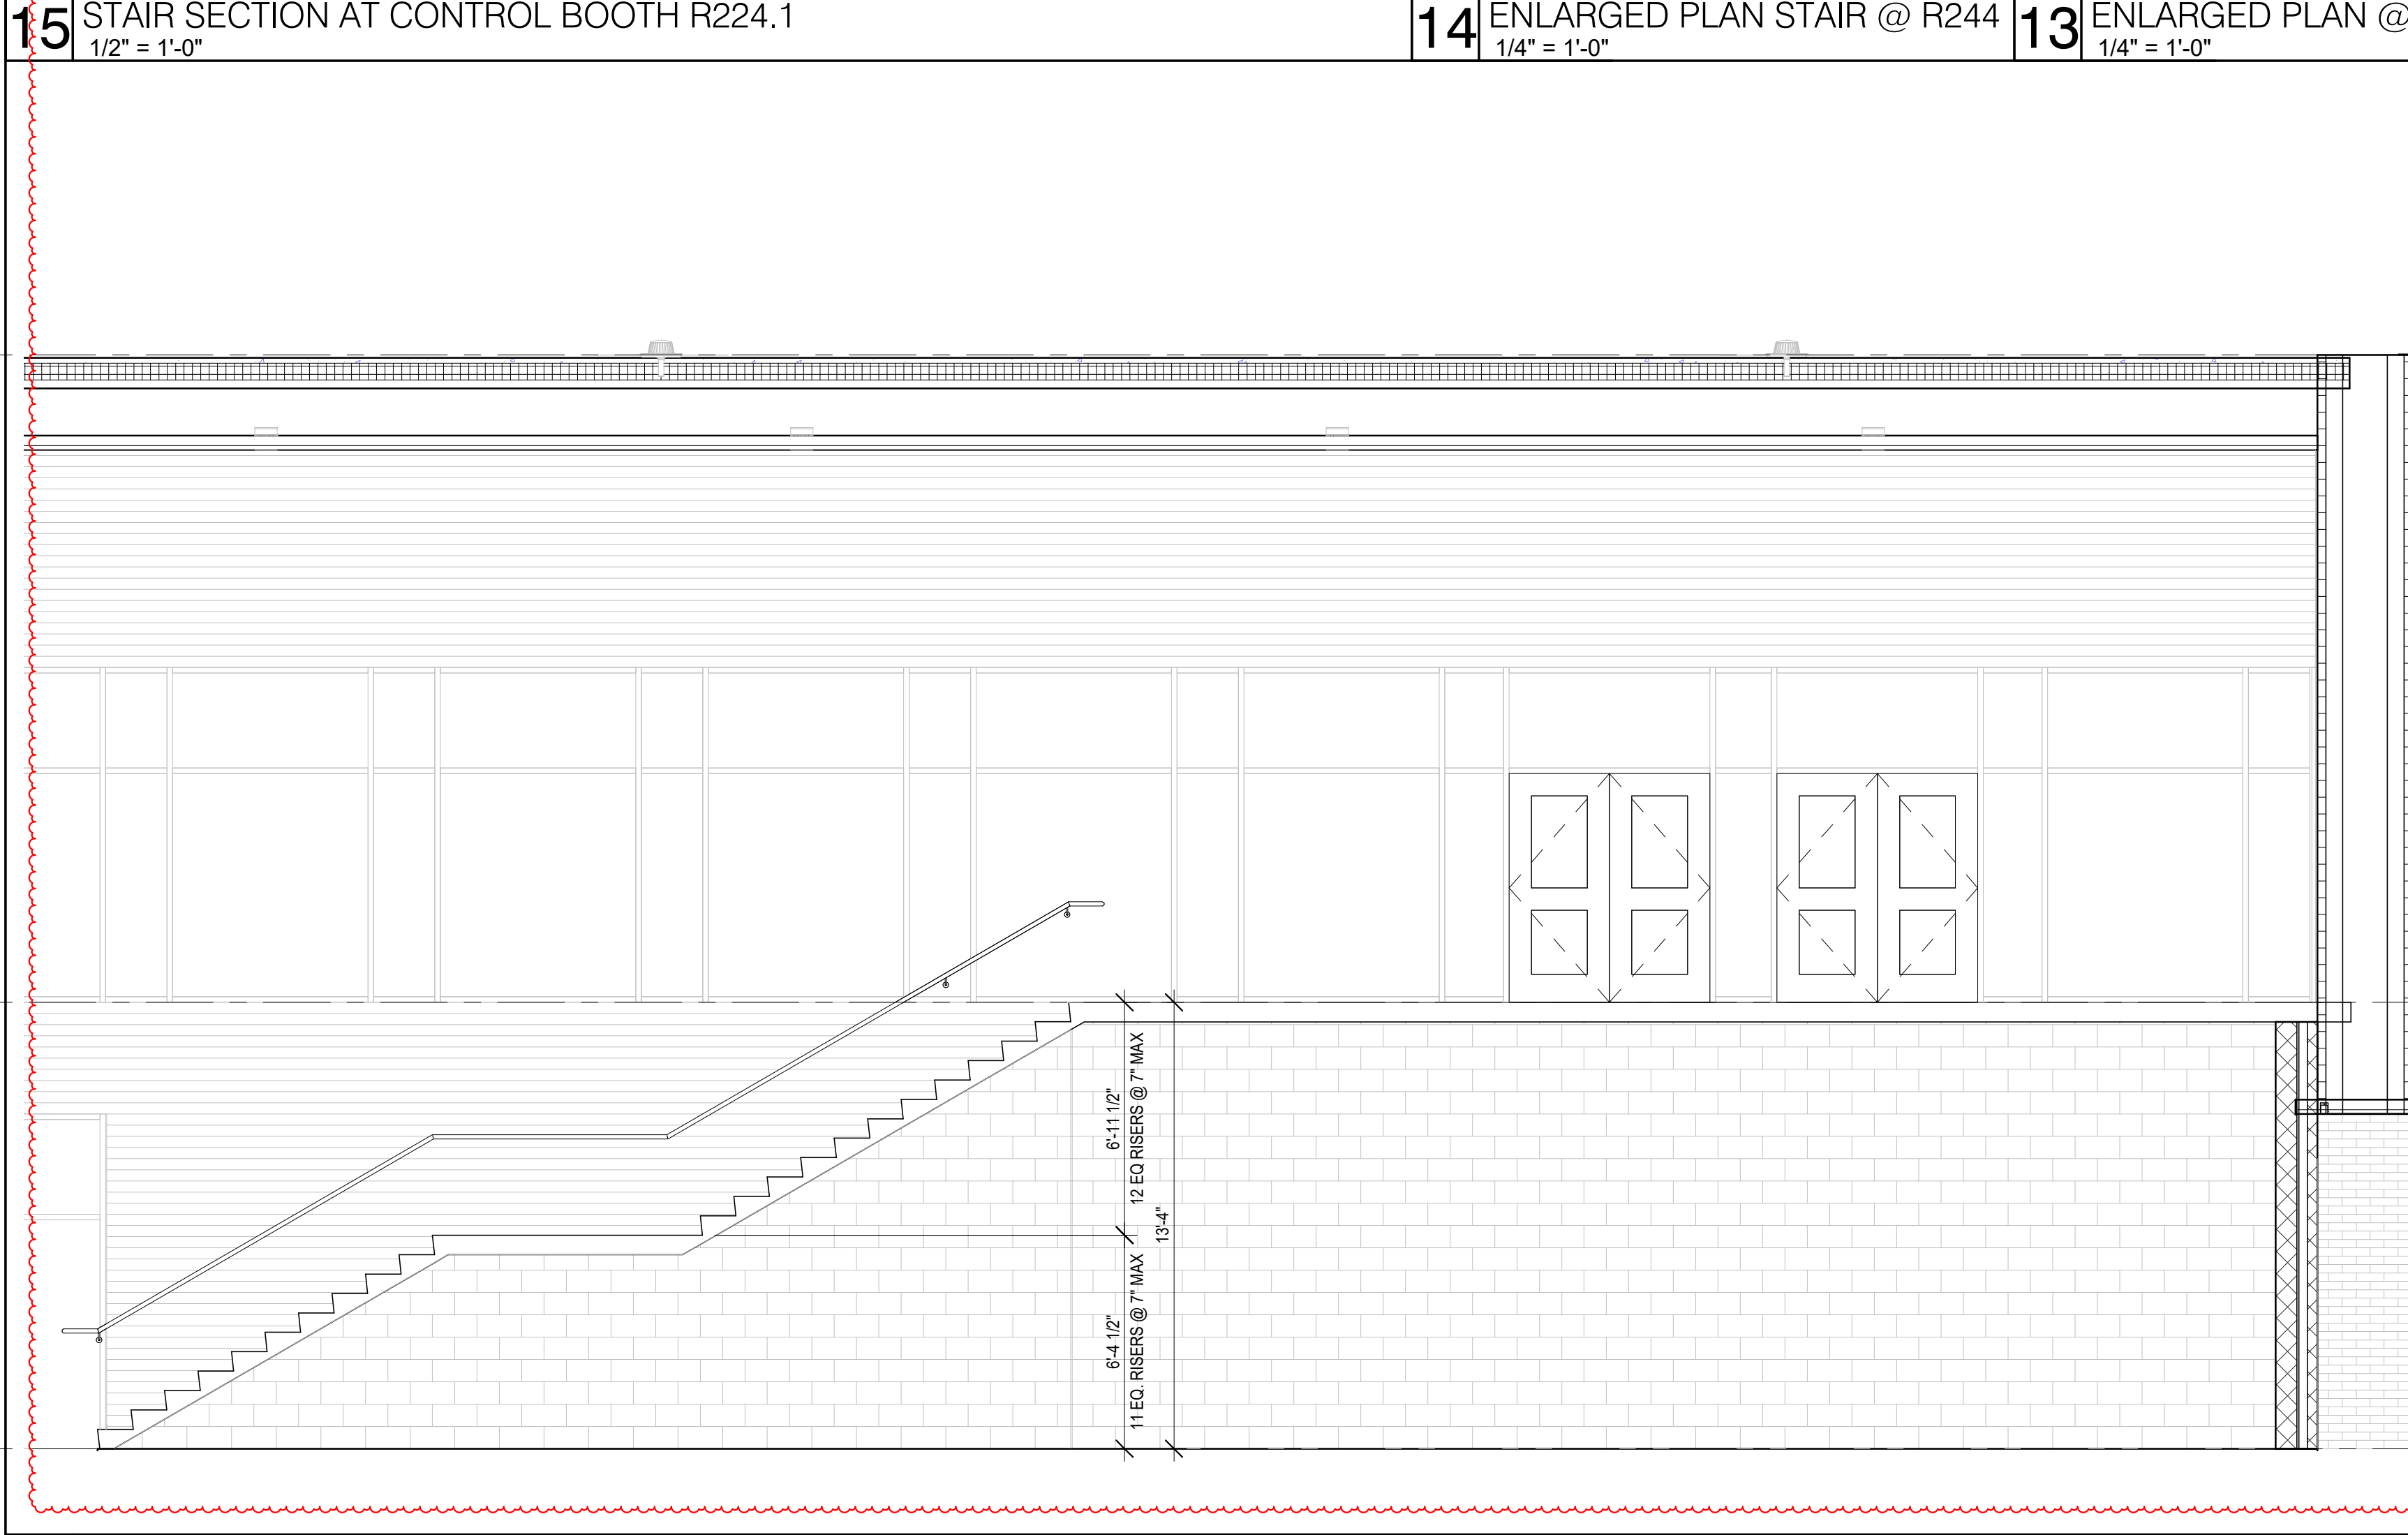 15 STAIR SECTION AT CONTROL BOOTH R224.1
1/2" = 1'-0"
14 ENLARGED PLAN STAIR @ R244
1/4" = 1'-0"
13 ENLARGED PLAN @
1/4" = 1'-0"
6'-11 1/2"
12 EQ RISERS @ 7" MAX
13'-4"
6'-4 1/2"
11 EQ. RISERS @ 7" MAX